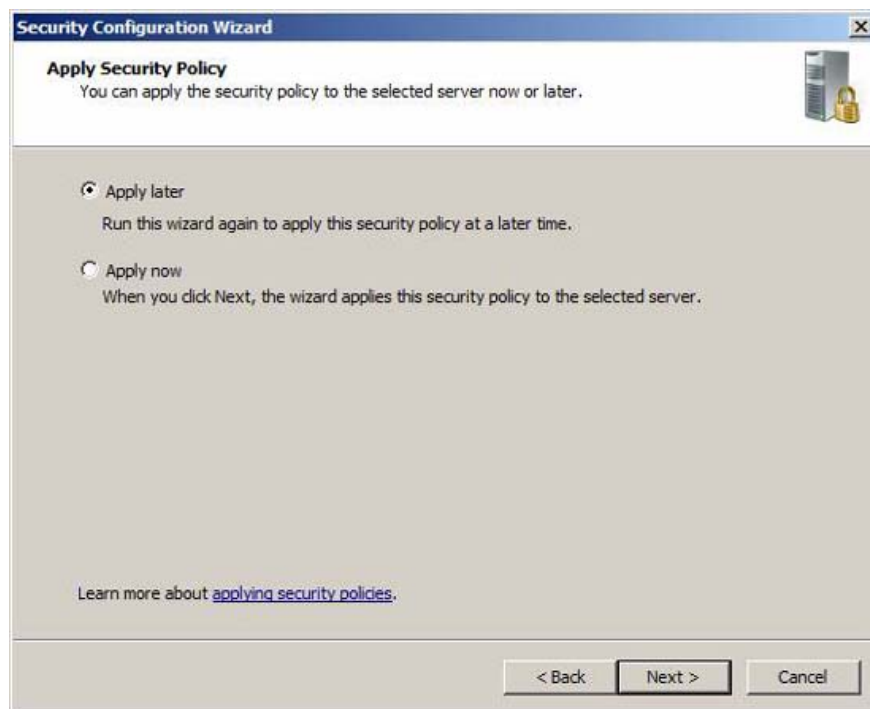 Security Configuration Wizard
Apply Security Policy
You can apply the security policy to the selected server now or later.
Apply later
Run this wizard again to apply this security policy at a later time.
Apply now
When you click Next, the wizard applies this security policy to the selected server.
Learn more about applying security policies.
< Back Next > Cancel